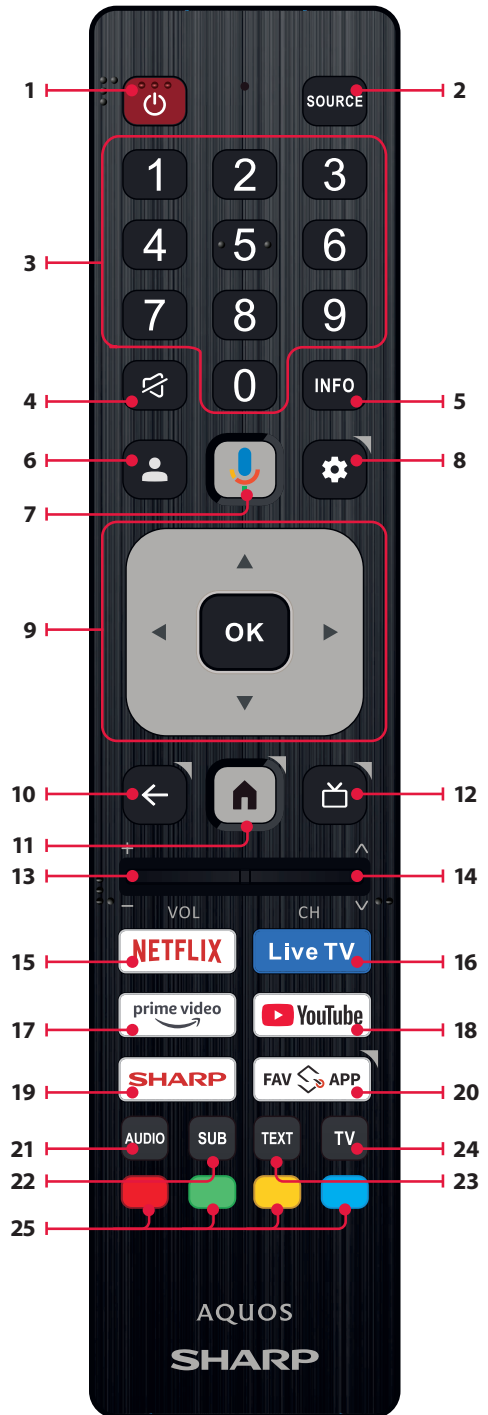 1 2
SOURCE
1 2 3
3
4 5 6
7 8 9
0
INFO
4 5
6 8
7
9
OK
10 12
11
+
13 14
−
VOL CH
15 NETFLIX Live TV 16
prime video YouTube
17 18
19 SHARP FAV APP 20
AUDIO SUB TEXT TV
21 24
22 23
25
AQUOS
SHARP